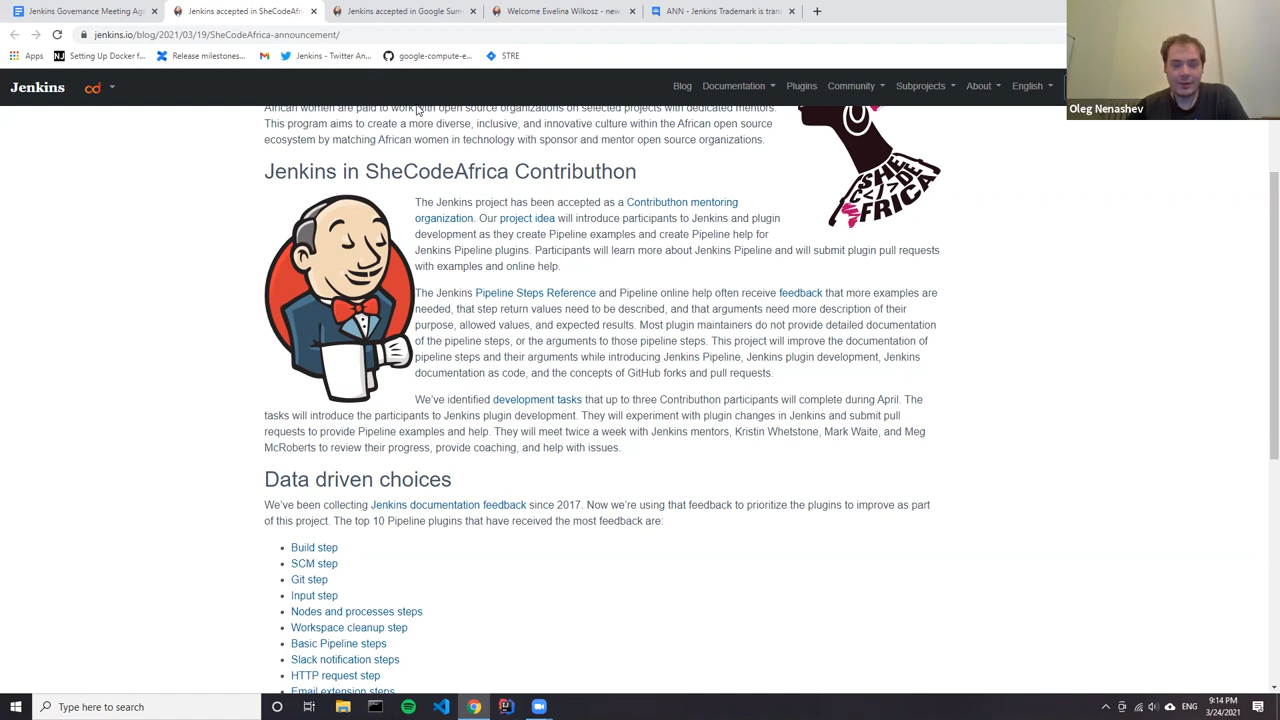 Jenkins Governance Meeting Age
Jenkins accepted in SheCodeAfri
Jenkins accepted in Google Sum
Welcome Ewelina Wilkosz - new
ANN - Jenkins Trademark is tran
jenkins.io/blog/2021/03/19/SheCodeAfrica-announcement/
Apps
Setting Up Docker f...
Release milestones...
Jenkins - Twitter An...
google-compute-e...
STRE
Jenkins
cd
Blog
Documentation
Plugins
Community
Subprojects
About
English
Oleg Nenashev
African women are paid to work with open source organizations on selected projects with dedicated mentors.
This program aims to create a more diverse, inclusive, and innovative culture within the African open source
ecosystem by matching African women in technology with sponsor and mentor open source organizations.
SHE
CODE
</>
AFRICA
Jenkins in SheCodeAfrica Contributhon
The Jenkins project has been accepted as a Contributhon mentoring
organization. Our project idea will introduce participants to Jenkins and plugin
development as they create Pipeline examples and create Pipeline help for
Jenkins Pipeline plugins. Participants will learn more about Jenkins Pipeline and will submit plugin pull requests
with examples and online help.
The Jenkins Pipeline Steps Reference and Pipeline online help often receive feedback that more examples are
needed, that step return values need to be described, and that arguments need more description of their
purpose, allowed values, and expected results. Most plugin maintainers do not provide detailed documentation
of the pipeline steps, or the arguments to those pipeline steps. This project will improve the documentation of
pipeline steps and their arguments while introducing Jenkins Pipeline, Jenkins plugin development, Jenkins
documentation as code, and the concepts of GitHub forks and pull requests.
We've identified development tasks that up to three Contributhon participants will complete during April. The
tasks will introduce the participants to Jenkins plugin development. They will experiment with plugin changes in Jenkins and submit pull
requests to provide Pipeline examples and help. They will meet twice a week with Jenkins mentors, Kristin Whetstone, Mark Waite, and Meg
McRoberts to review their progress, provide coaching, and help with issues.
Data driven choices
We've been collecting Jenkins documentation feedback since 2017. Now we're using that feedback to prioritize the plugins to improve as part
of this project. The top 10 Pipeline plugins that have received the most feedback are:
• Build step
• SCM step
• Git step
• Input step
• Nodes and processes steps
• Workspace cleanup step
• Basic Pipeline steps
• Slack notification steps
• HTTP request step
• Email extension steps
Type here to search
ENG
9:14 PM
3/24/2021